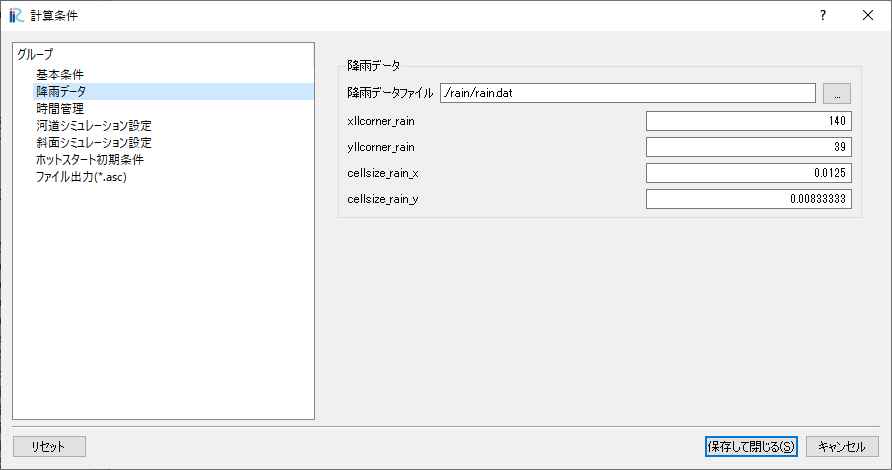 計算条件
?
グループ
基本条件
降雨データ
時間管理
河道シミュレーション設定
斜面シミュレーション設定
ホットスタート初期条件
ファイル出力(*.asc)
降雨データ
降雨データファイル ./rain/rain.dat ...
xllcorner_rain 140
yllcorner_rain 39
cellsize_rain_x 0.0125
cellsize_rain_y 0.00833333
リセット 保存して閉じる(S) キャンセル